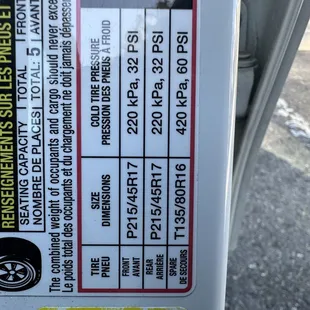 RENSEIGNEMENTS SUR LES PNEUS ET
SEATING CAPACITY | TOTAL 5 | FRONT
NOMBRE DE PLACES | TOTAL: | AVANT
The combined weight of occupants and cargo should never exce
Le poids total des occupants et du chargement ne doit jamais dépasser
TIRE
PNEU
SIZE
DIMENSIONS
COLD TIRE PRESSURE
PRESSION DES PNEUS À FROID
FRONT
AVANT
P215/45R17
220 kPa, 32 PSI
REAR
ARRIÈRE
P215/45R17
220 kPa, 32 PSI
SPARE
DE SECOURS
T135/80R16
420 kPa, 60 PSI